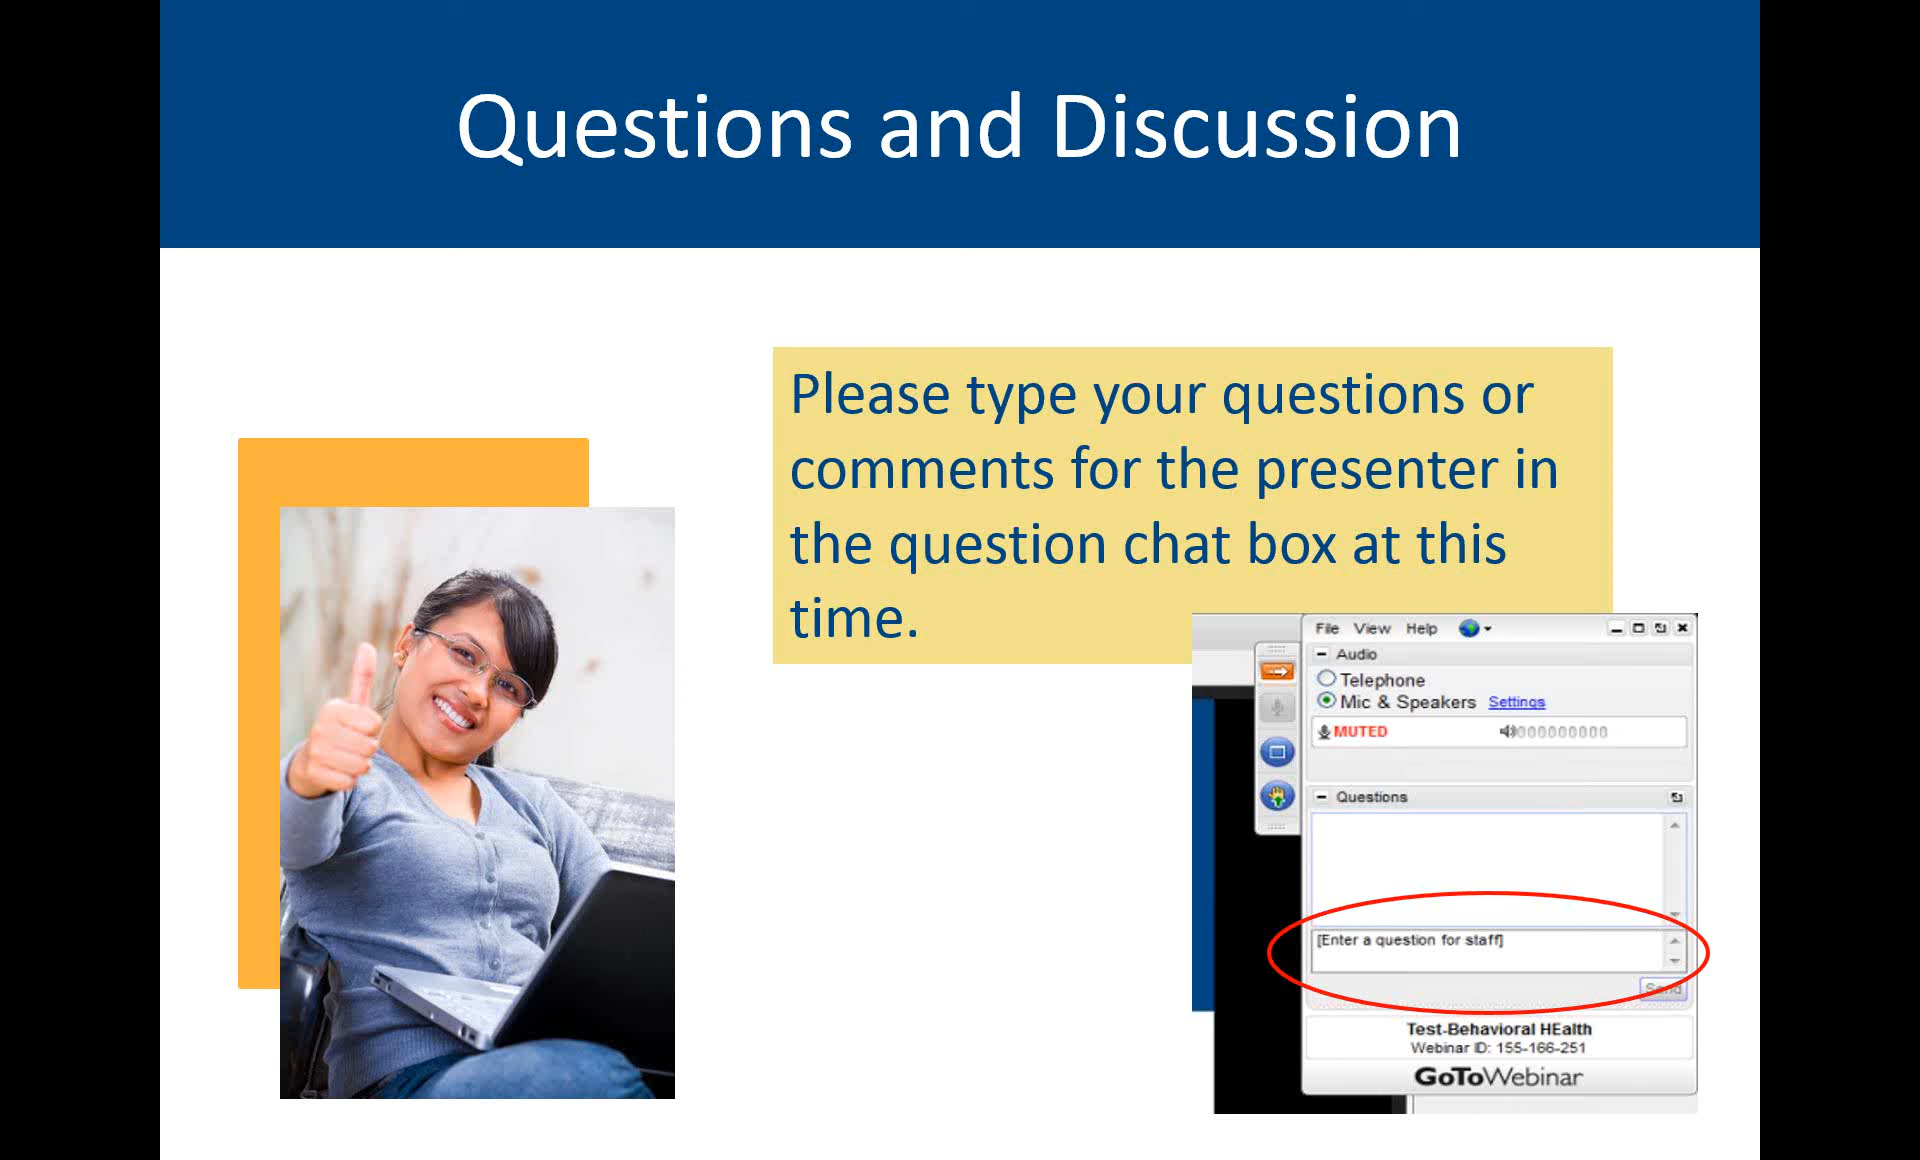 Questions and Discussion
Please type your questions or
comments for the presenter in
the question chat box at this
time.
File View Help
Audio
Telephone
Mic & Speakers Settings
MUTED 000000000
Questions
[Enter a question for staff]
Send
Test-Behavioral HEalth
Webinar ID: 155-166-251
GoToWebinar